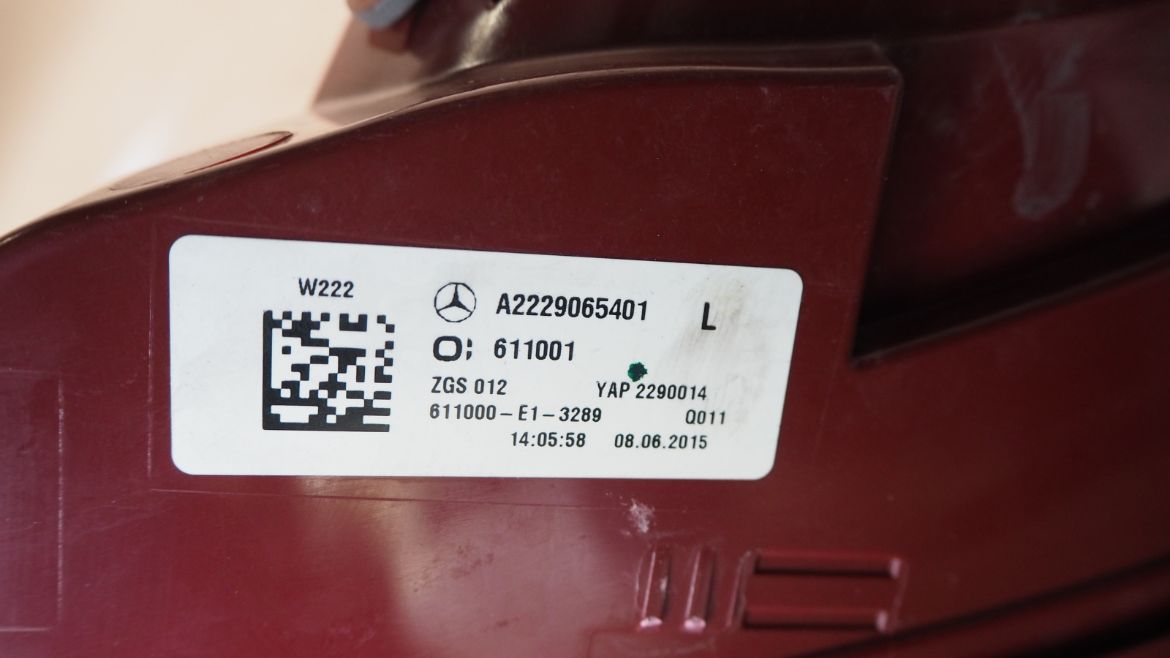 W222
A2229065401 L
O; 611001
ZGS 012 YAP 2290014
611000-E1-3289 Q011
14:05:58 08.06.2015